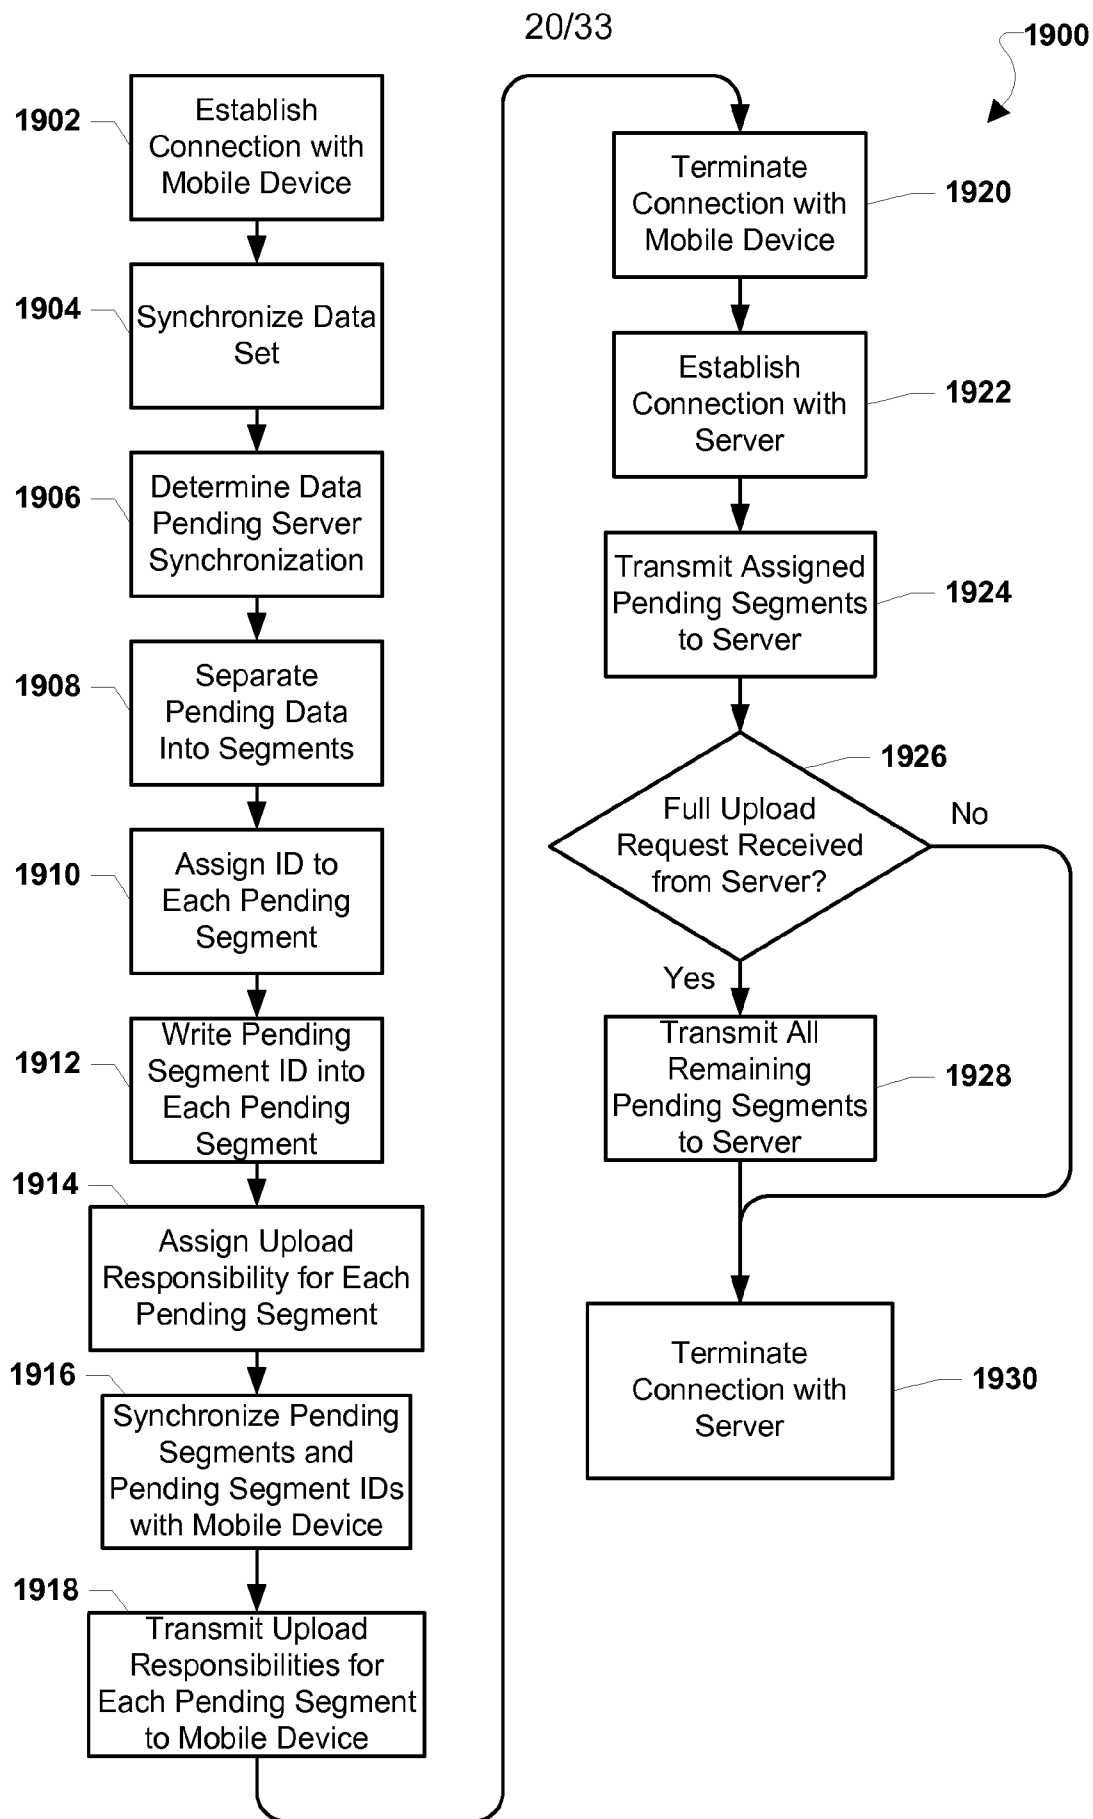 20/33
1900
1902
Establish
Connection with
Mobile Device
1904
Synchronize Data
Set
1906
Determine Data
Pending Server
Synchronization
1908
Separate
Pending Data
Into Segments
1910
Assign ID to
Each Pending
Segment
1912
Write Pending
Segment ID into
Each Pending
Segment
1914
Assign Upload
Responsibility for Each
Pending Segment
1916
Synchronize Pending
Segments and
Pending Segment IDs
with Mobile Device
1918
Transmit Upload
Responsibilities for
Each Pending Segment
to Mobile Device
Terminate
Connection with
Mobile Device
1920
Establish
Connection with
Server
1922
Transmit Assigned
Pending Segments
to Server
1924
1926
Full Upload
Request Received
from Server?
No
Yes
Transmit All
Remaining
Pending Segments
to Server
1928
Terminate
Connection with
Server
1930